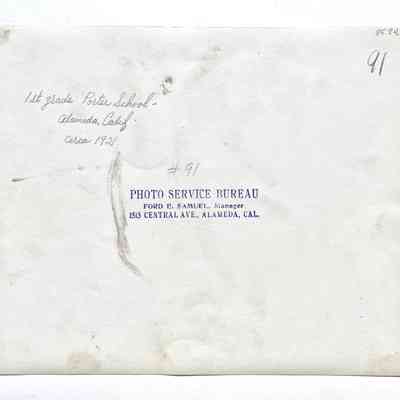 91
1st grade Porter School -
Alameda, Calif.
circa 1921
#91
PHOTO SERVICE BUREAU
FORD E. SAMUEL, Manager
1513 CENTRAL AVE., ALAMEDA, CAL.